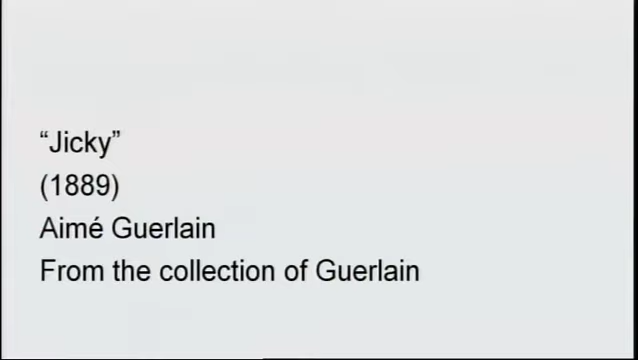 “Jicky”
(1889)
Aimé Guerlain
From the collection of Guerlain